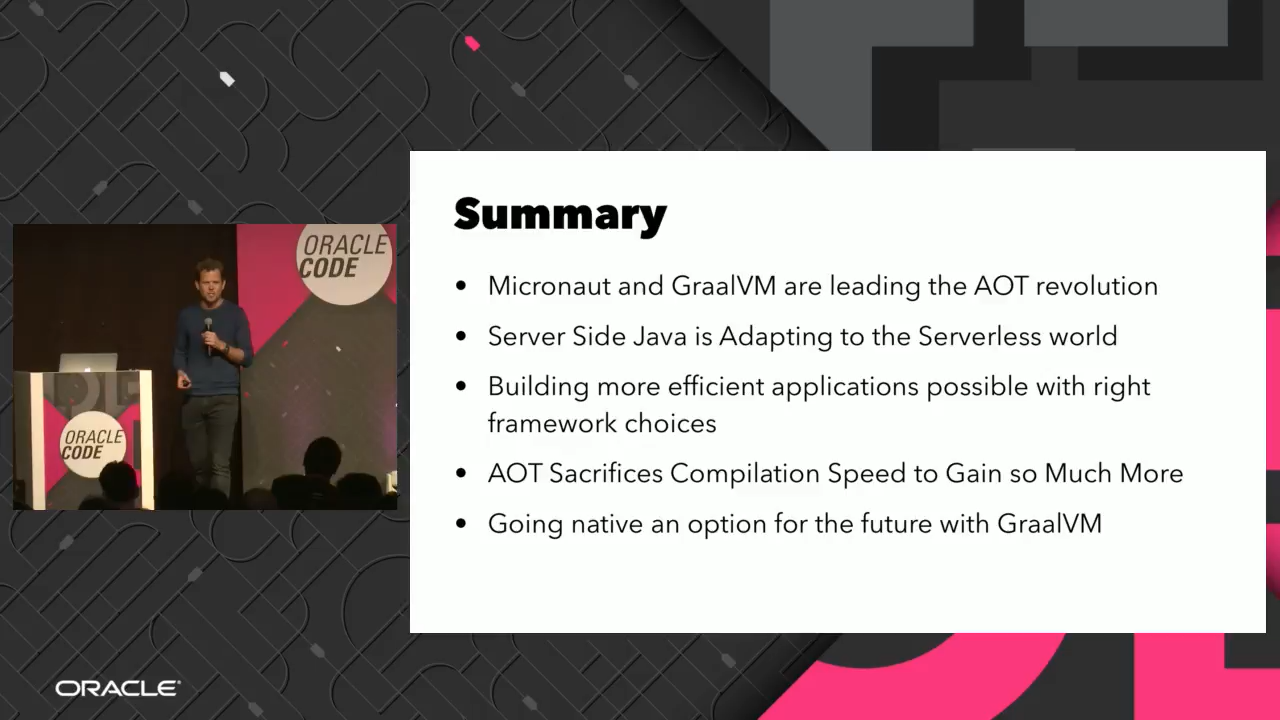 Summary
• Micronaut and GraalVM are leading the AOT revolution
• Server Side Java is Adapting to the Serverless world
• Building more efficient applications possible with right
framework choices
• AOT Sacrifices Compilation Speed to Gain so Much More
• Going native an option for the future with GraalVM
ORACLE
CODE
ORACLE
CODE
ORACLE